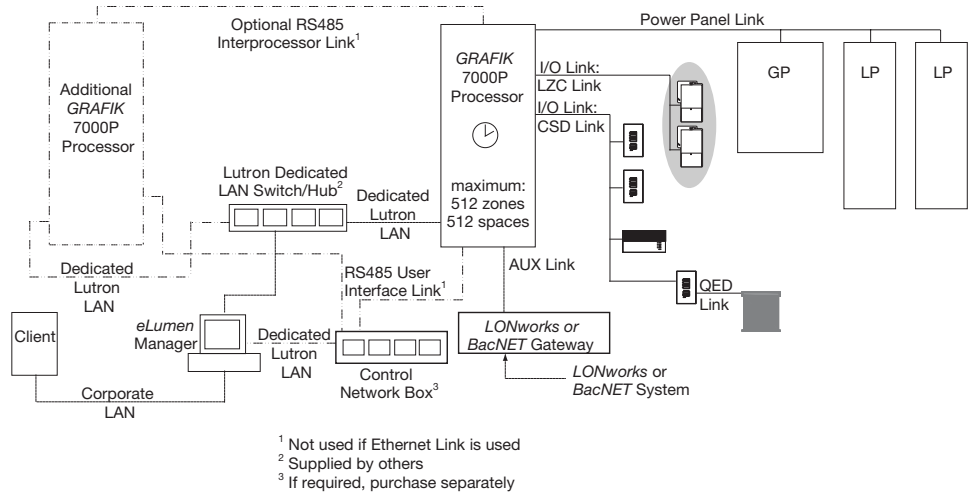 Optional RS485
Interprocessor Link1
Power Panel Link
Additional
GRAFIK
7000P
Processor
GRAFIK
7000P
Processor
maximum:
512 zones
512 spaces
I/O Link:
LZC Link
I/O Link:
CSD Link
GP
LP
LP
Lutron Dedicated
LAN Switch/Hub2
Dedicated
Lutron
LAN
Dedicated
Lutron
LAN
RS485 User
Interface Link1
AUX Link
QED
Link
Client
eLumen
Manager
Dedicated
Lutron
LAN
Control
Network Box3
LONworks or
BacNET Gateway
LONworks or
BacNET System
Corporate
LAN
1 Not used if Ethernet Link is used
2 Supplied by others
3 If required, purchase separately